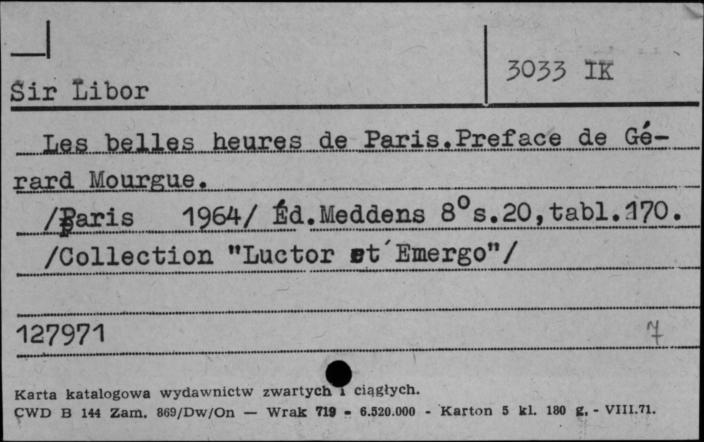 3033 IK
Sir Libor
Les belles heures de Paris.Preface de Gé-
rard Mourgue.
/Paris 1964/ Éd.Meddens 8° s.20,tabl.170.
/Collection "Luctor et Emergo"/
127971 7
Karta katalogowa wydawnictw zwartych i ciągłych.
CWD B 144 Zam. 869/Dw/On — Wrak 719 - 6.520.000 - Karton 5 kl. 180 g. - VIII.71.